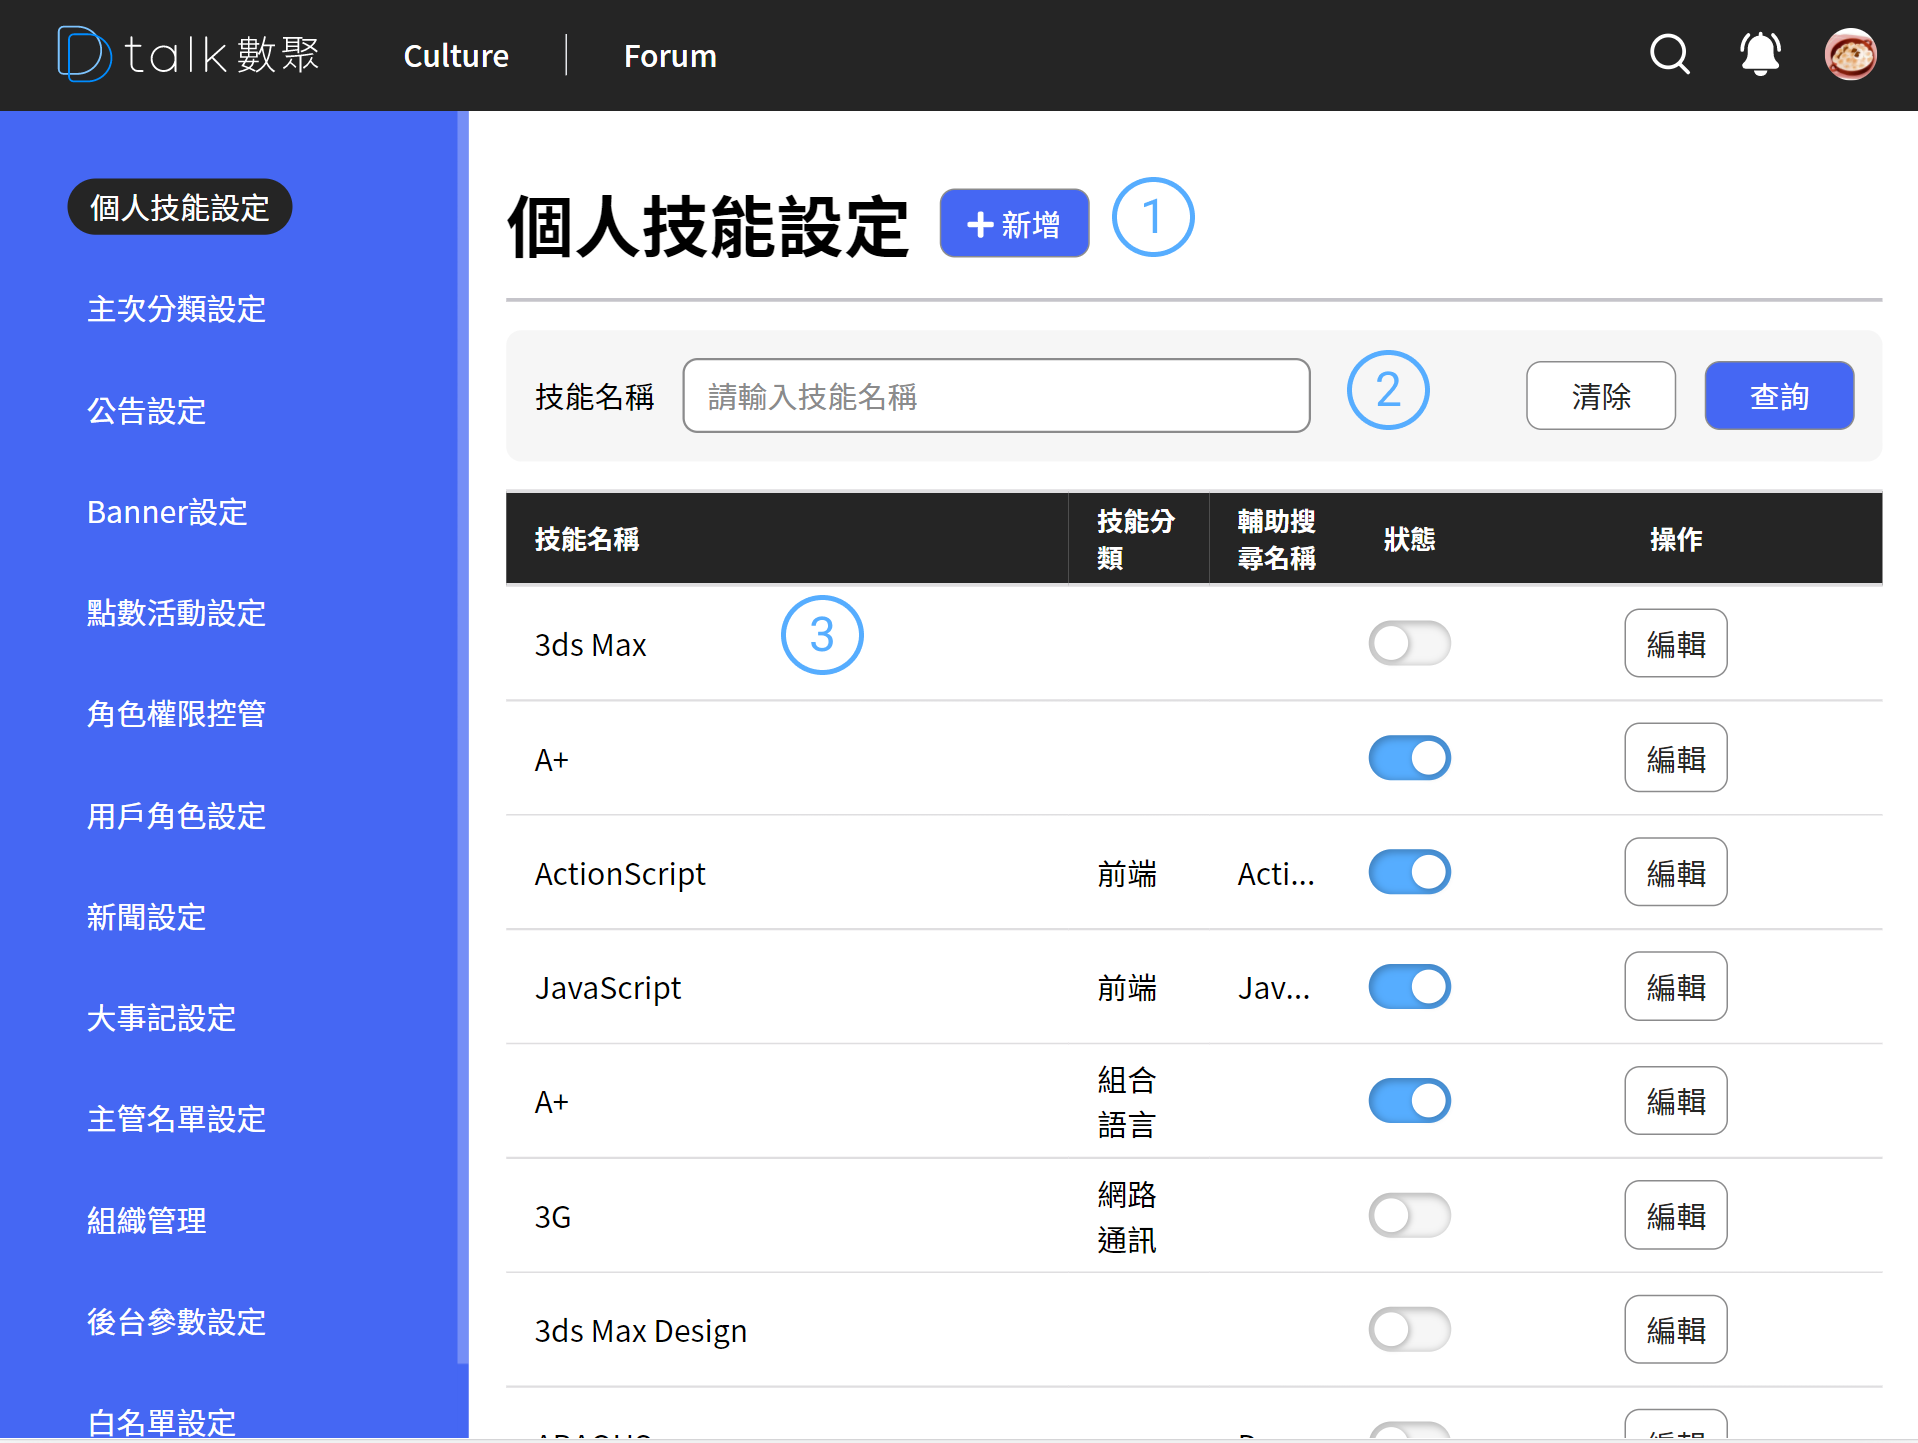 Dtalk數聚
Culture
Forum
個人技能設定
主次分類設定
公告設定
Banner設定
點數活動設定
角色權限控管
用戶角色設定
新聞設定
大事記設定
主管名單設定
組織管理
後台參數設定
白名單設定
個人技能設定
+新增
1
技能名稱
請輸入技能名稱
2
清除
查詢
技能名稱
技能分
類
輔助搜
尋名稱
狀態
操作
3ds Max
3
編輯
A+
編輯
ActionScript
前端
Acti...
編輯
JavaScript
前端
Jav...
編輯
A+
組合
語言
編輯
3G
網路
通訊
編輯
3ds Max Design
編輯